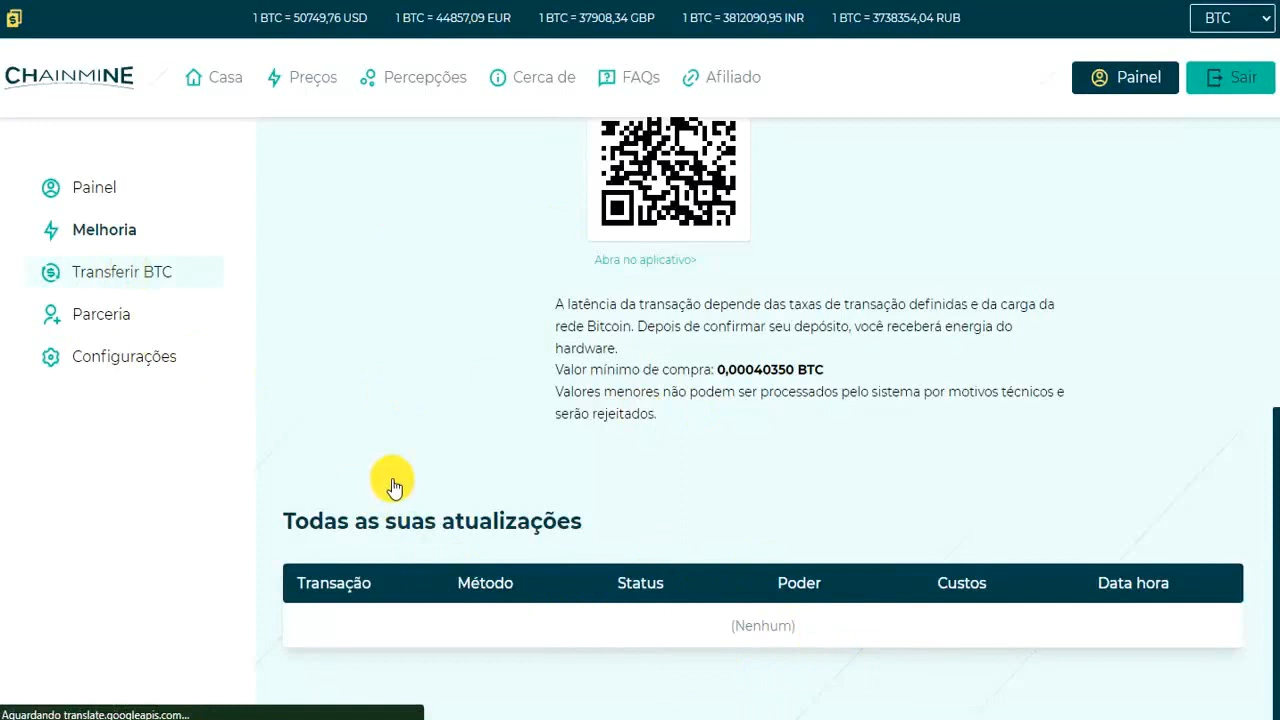 1 BTC = 50749,76 USD 1 BTC = 44857,09 EUR 1 BTC = 37908,34 GBP 1 BTC = 3812090,95 INR 1 BTC = 3738354,04 RUB BTC
CHAINMINE Casa Preços Percepções Cerca de FAQs Afiliado Painel Sair
Painel
Melhoria
Transferir BTC
Parceria
Configurações
Abra no aplicativo>
A latência da transação depende das taxas de transação definidas e da carga da
rede Bitcoin. Depois de confirmar seu depósito, você receberá energia do
hardware.
Valor mínimo de compra: 0,00040350 BTC
Valores menores não podem ser processados pelo sistema por motivos técnicos e
serão rejeitados.
Todas as suas atualizações
Transação Método Status Poder Custos Data hora
(Nenhum)
Aguardando translate.googleapis.com...